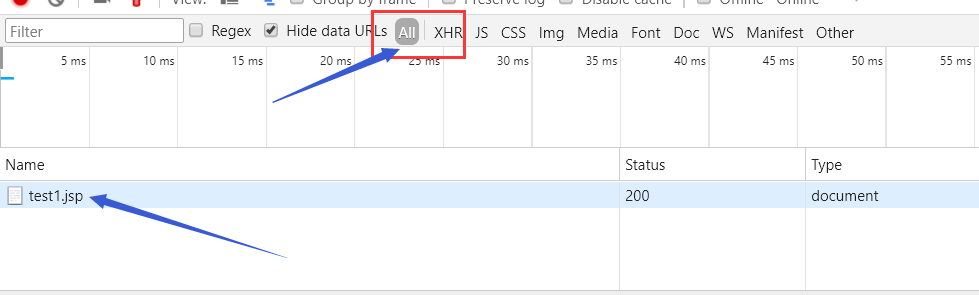 View: Group by frame Preserve log Disable cache Offline Online
Filter Regex Hide data URLs All XHR JS CSS Img Media Font Doc WS Manifest Other
5 ms 10 ms 15 ms 20 ms 25 ms 30 ms 35 ms 40 ms 45 ms 50 ms 55 ms
Name Status Type
test1.jsp 200 document